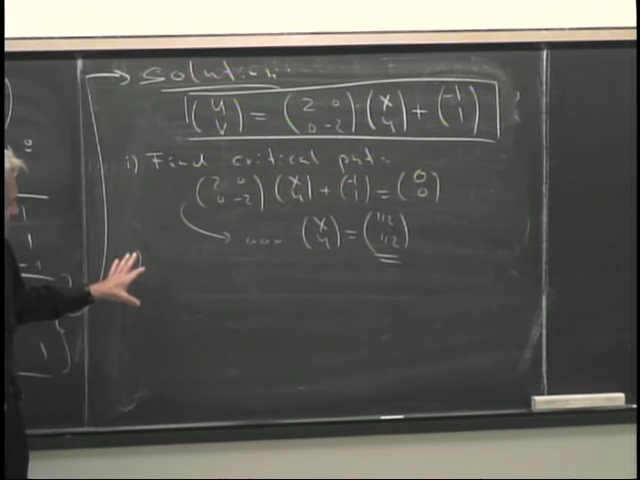 → Solution:
(u v) = (2 0 0 -2) (x y) + (-1 1)
i) Find critical pnt:
(2 0 0 -2) (x y) + (-1 1) = (0 0)
.... (x y) = (1/2 1/2)